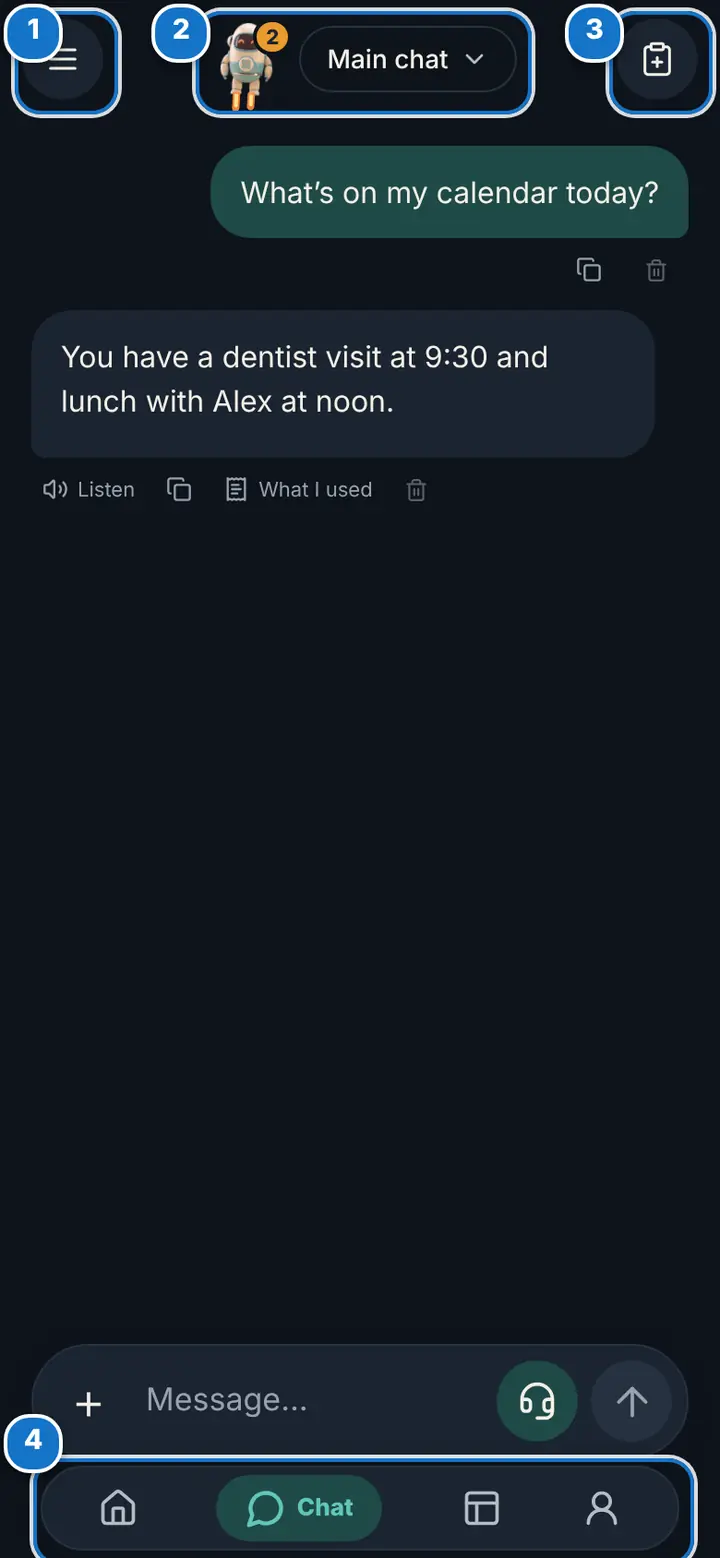 1
2
2
Main chat
3
What’s on my calendar today?
You have a dentist visit at 9:30 and
lunch with Alex at noon.
Listen
What I used
Message...
4
Chat